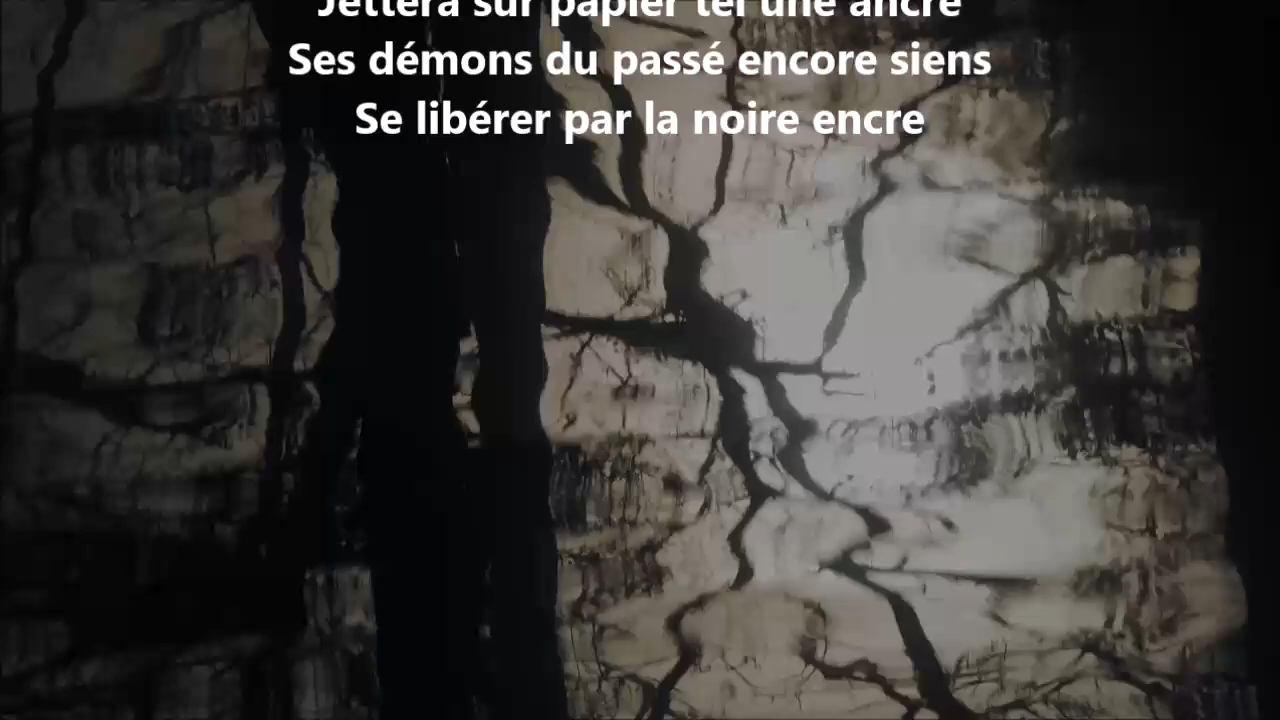 Jettera sur papier tel une ancre
Ses démons du passé encore siens
Se libérer par la noire encre